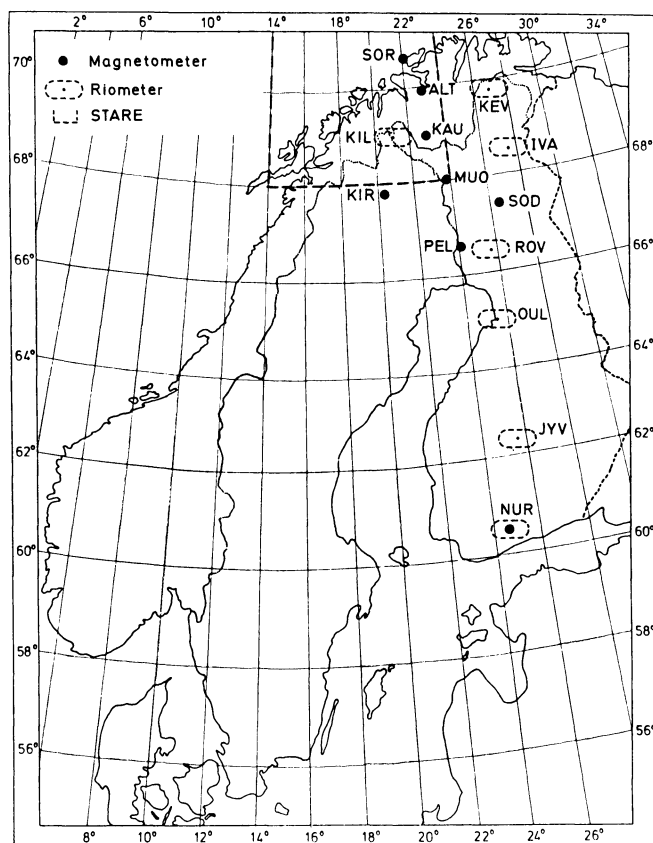 2° 6° 10° 14° 18° 22° 26° 30° 34°
70°
Magnetometer
Riometer
STARE
SOR
ALT
KEV
KAU
KIL
IVA
68°
68°
MUO
KIR
SOD
PEL
ROV
66°
66°
OUL
64°
64°
62°
JYV
62°
NUR
60°
60°
58°
58°
56°
56°
8° 10° 12° 14° 16° 18° 20° 22° 24° 26°